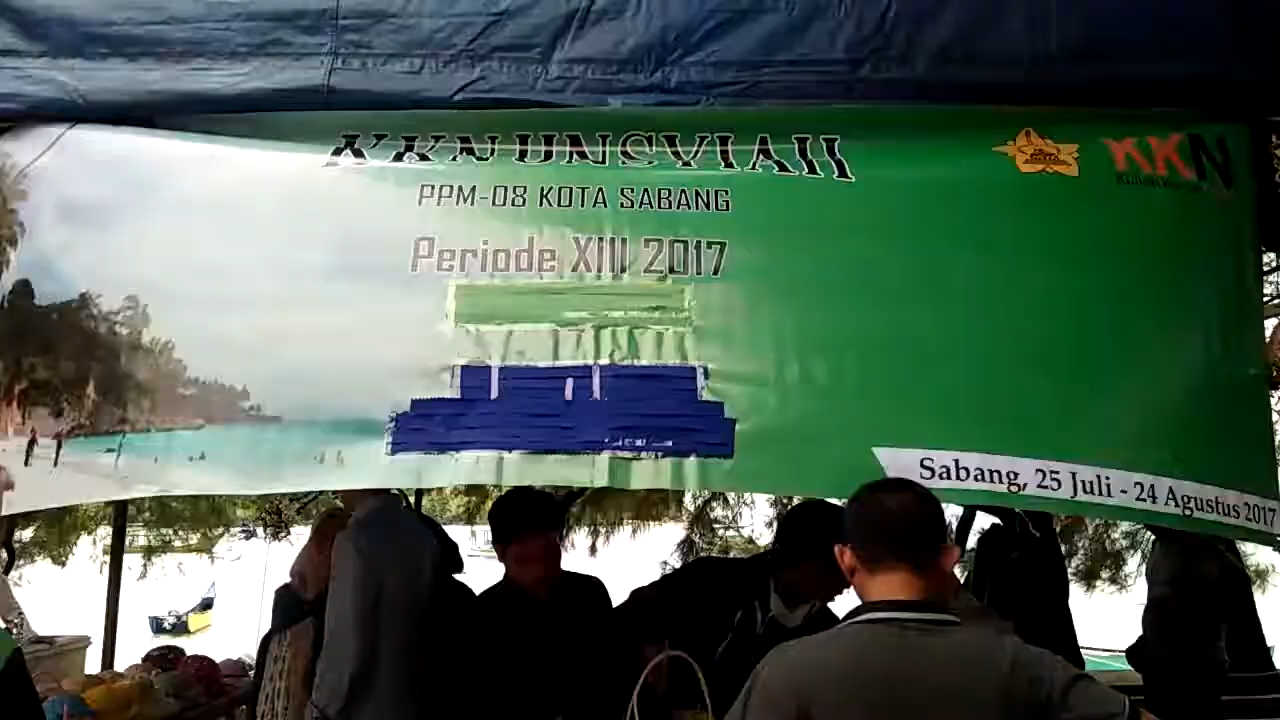 KKN UNSYIAH
KKN
PPM-08 KOTA SABANG
Periode XIII 2017
Sabang, 25 Juli - 24 Agustus 2017